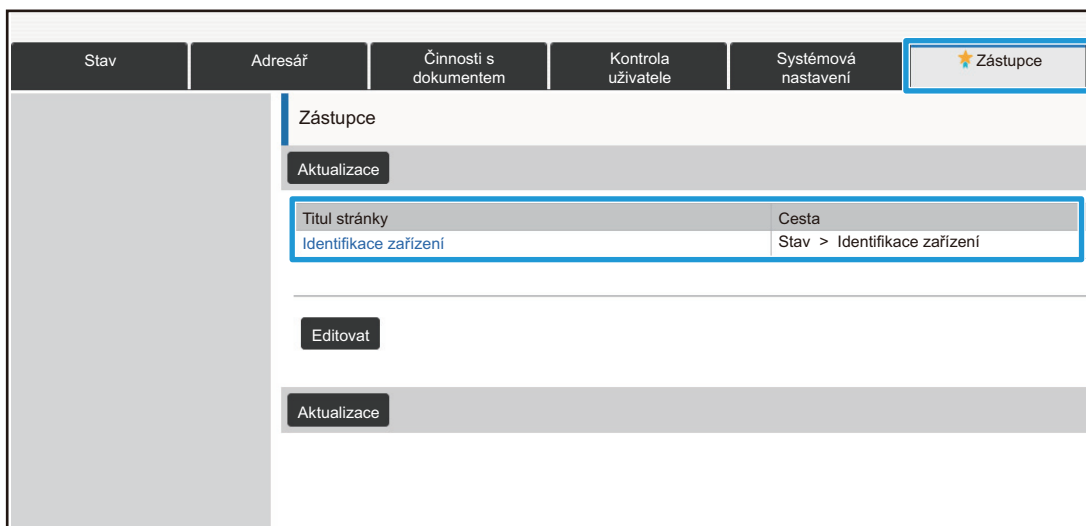 Stav
Adresář
Činnosti s
dokumentem
Kontrola
uživatele
Systémová
nastavení
Zástupce
Zástupce
Aktualizace
Titul stránky Cesta
Identifikace zařízení Stav > Identifikace zařízení
Editovat
Aktualizace